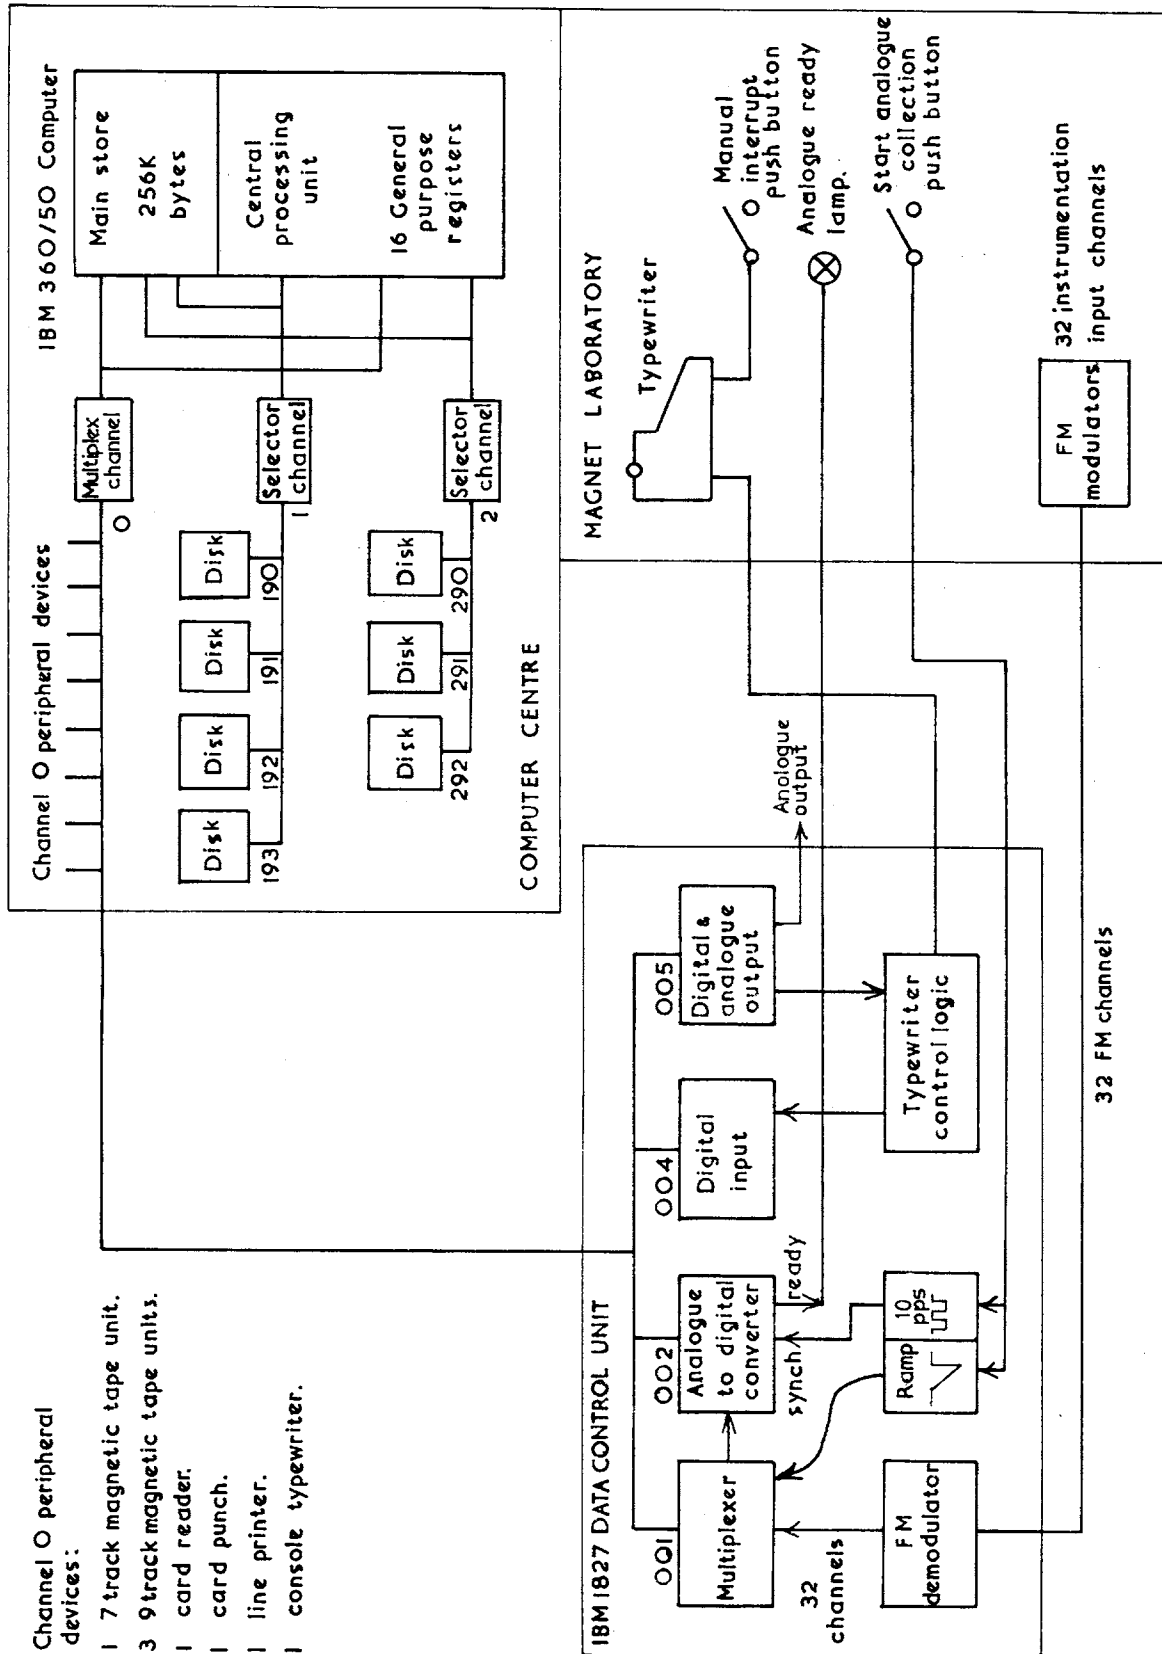 Channel O peripheral
devices:
1 7 track magnetic tape unit.
3 9 track magnetic tape units.
1 card reader.
1 card punch.
1 line printer.
1 console typewriter.
Channel O peripheral devices
IBM 360/50 Computer
Main store
256K
bytes
Central
processing
unit
16 General
purpose
registers
Multiplex
channel
O
Selector
channel
1
Selector
channel
2
Disk
193
Disk
192
Disk
191
Disk
190
Disk
292
Disk
291
Disk
290
COMPUTER CENTRE
IBM 1827 DATA CONTROL UNIT
001
Multiplexer
002
Analogue
to digital
converter
004
Digital
input
005
Digital &
analogue
output
Analogue
output
synch
ready
32
channels
FM
demodulator
Ramp
10
pps
Typewriter
control logic
32 FM channels
MAGNET LABORATORY
Typewriter
Manual
interrupt
push button
Analogue ready
lamp.
Start analogue
collection
push button
FM
modulators
32 instrumentation
input channels